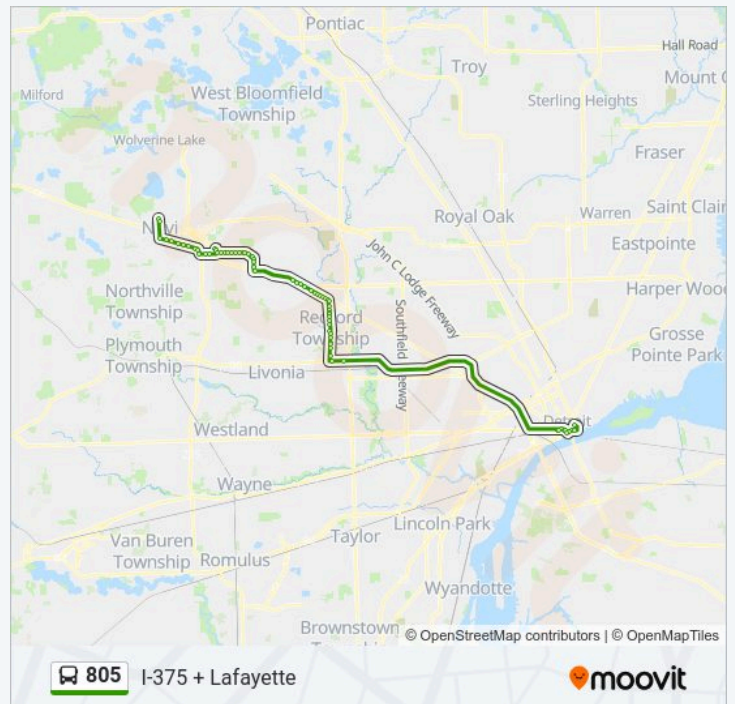 Pontiac
Hall Road
Troy
Mount C
Milford
West Bloomfield
Township
Sterling Heights
Wolverine Lake
Fraser
Royal Oak
Warren
Saint Clair
Novi
Eastpointe
John C Lodge Freeway
Northville
Township
Harper Wood
Redford
Township
Southfield
Freeway
Grosse
Pointe Park
Plymouth
Township
Livonia
Detroit
Westland
Wayne
Lincoln Park
Van Buren
Township
Romulus
Taylor
Wyandotte
Brownstown
© OpenStreetMap contributors | © OpenMapTiles
805 I-375 + Lafayette
moovit